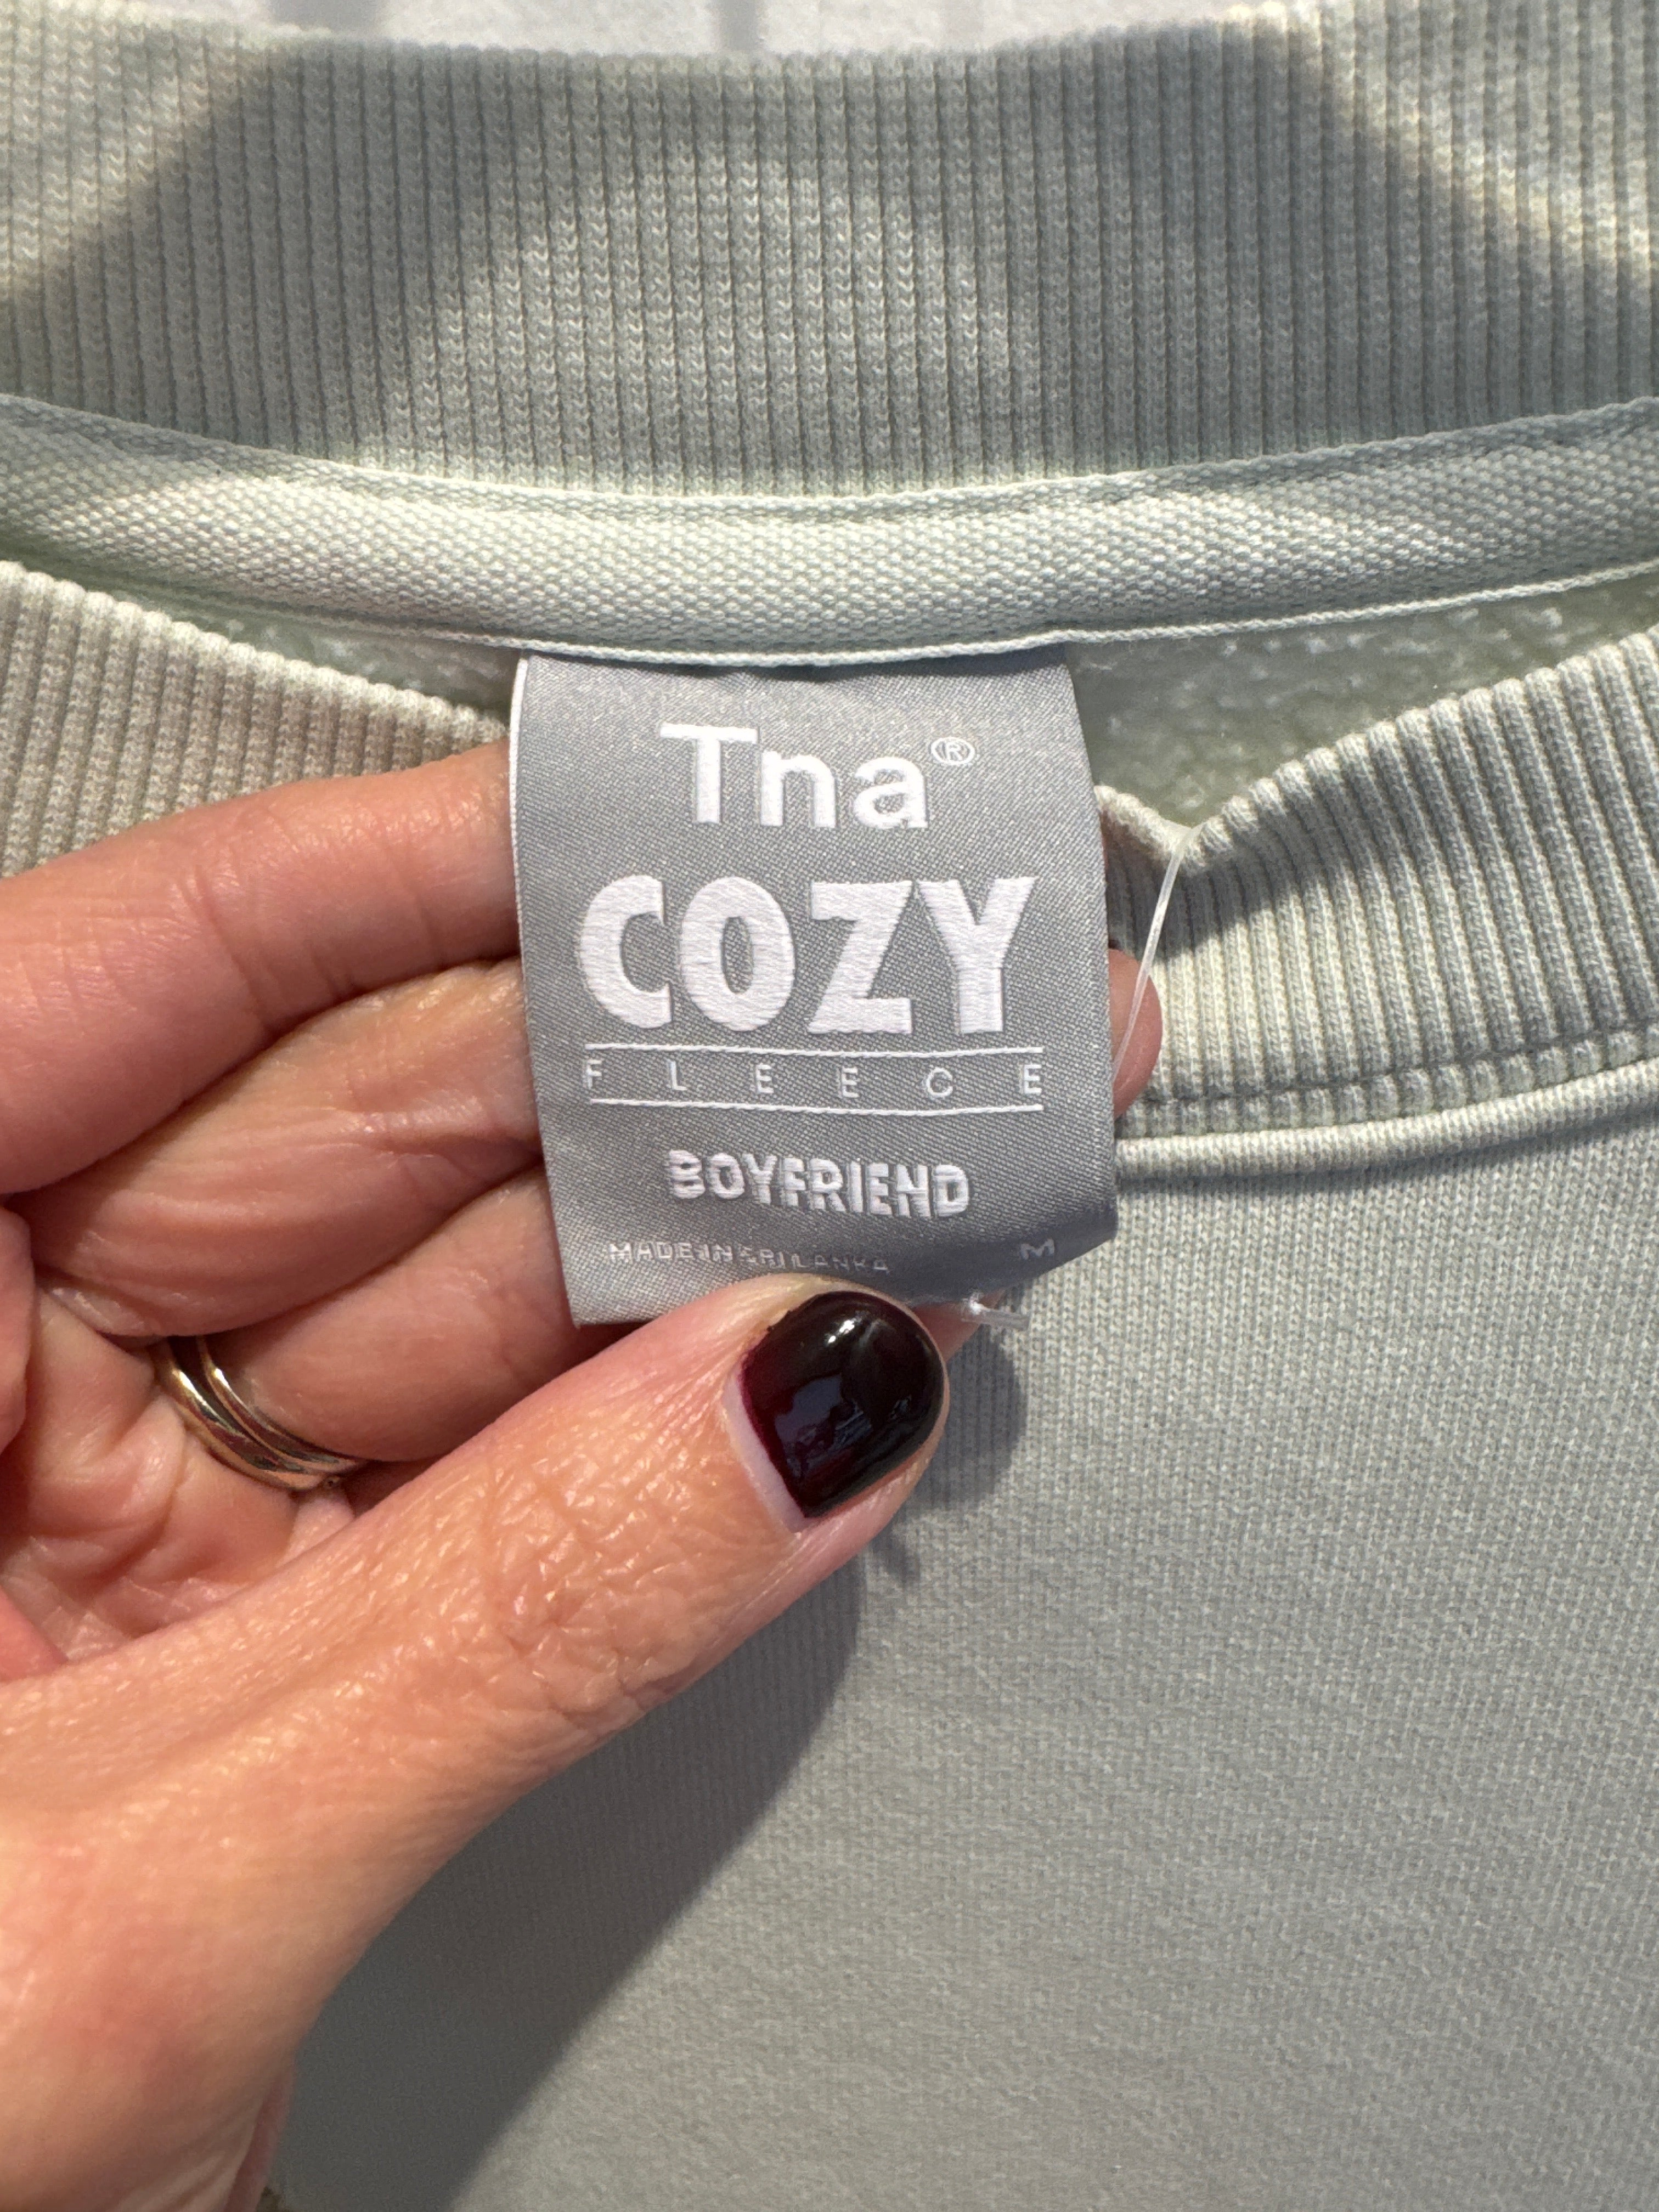 Tna®
COZY
FLEECE
BOYFRIEND
MADE IN SRI LANKA M